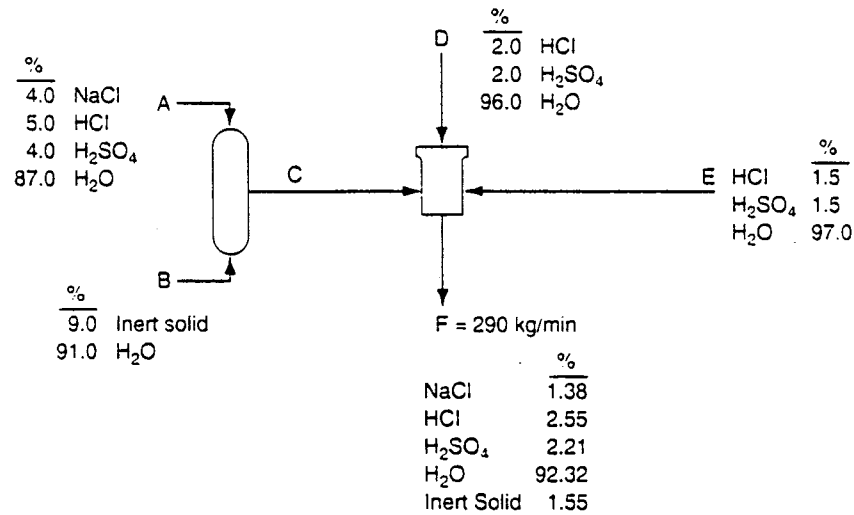 %
4.0 NaCl
5.0 HCl
4.0 H₂SO₄
87.0 H₂O
A
B
%
9.0 Inert solid
91.0 H₂O
C
D
%
2.0 HCl
2.0 H₂SO₄
96.0 H₂O
E
%
HCl 1.5
H₂SO₄ 1.5
H₂O 97.0
F = 290 kg/min
%
NaCl 1.38
HCl 2.55
H₂SO₄ 2.21
H₂O 92.32
Inert Solid 1.55